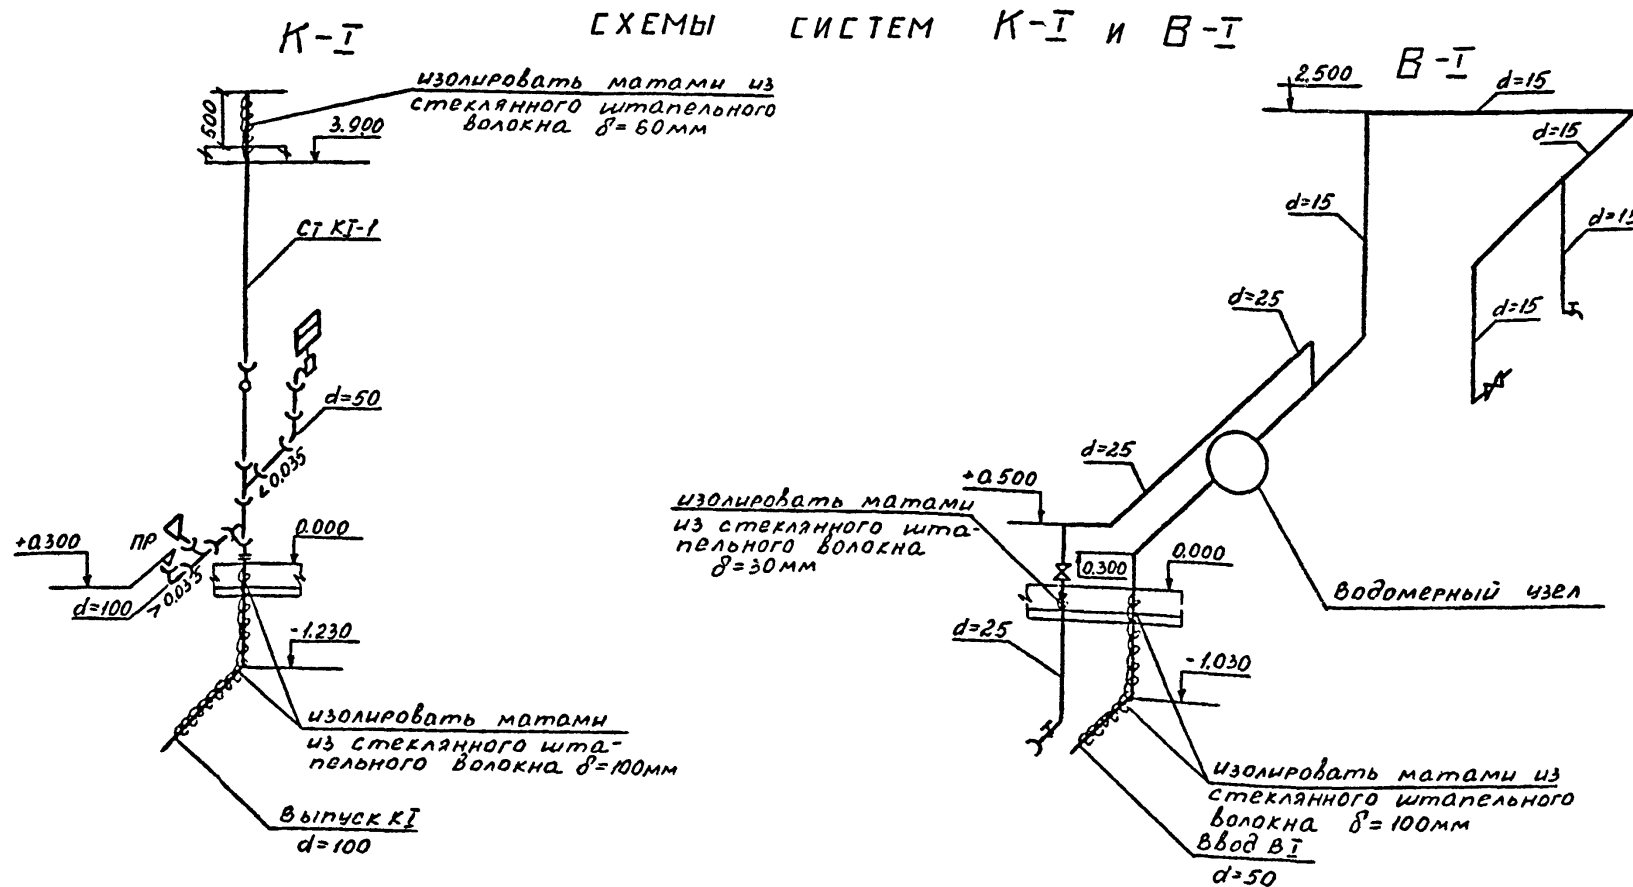 СХЕМЫ СИСТЕМ К-I и В-I
К-I
изолировать матами из
стеклянного штапельного
волокна δ=60мм
500
3.900
Ст КI-1
d=50
0.035
+0.300
ПР
0.000
d=100
0.035
-1.230
изолировать матами
из стеклянного шта-
пельного волокна δ=100мм
Выпуск КI
d=100
В-I
2.500
d=15
d=15
d=15
d=15
d=15
d=25
d=25
+0.500
изолировать матами
из стеклянного шта-
пельного волокна
δ=30мм
0.300
0.000
Водомерный узел
d=25
-1.030
изолировать матами из
стеклянного штапельного
волокна δ=100мм
Ввод ВI
d=50